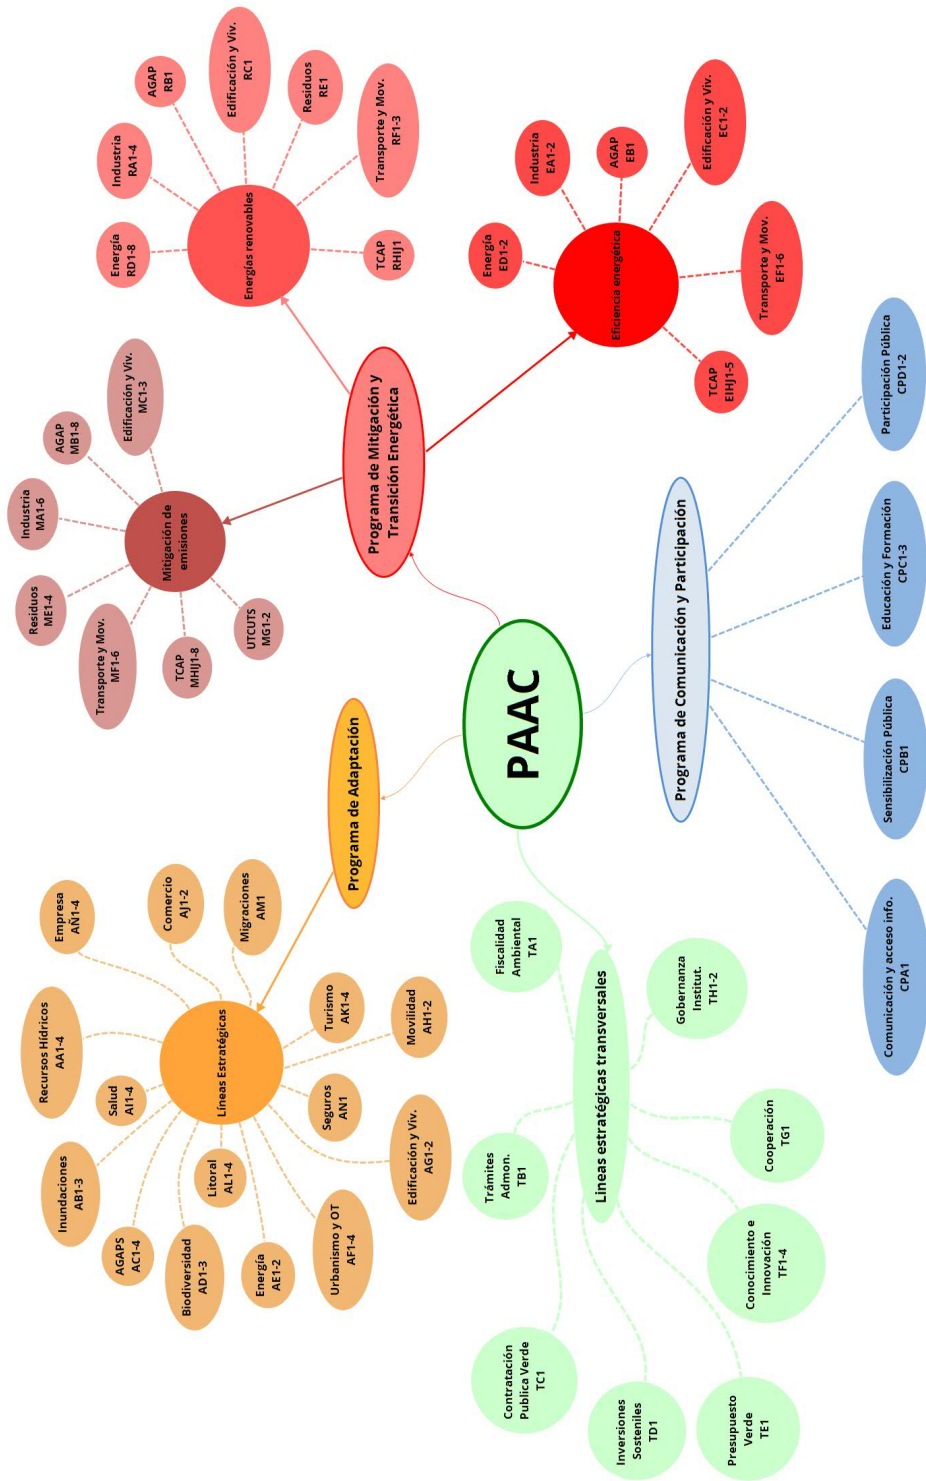 PAAC
Programa de Adaptación
Líneas Estratégicas
Empresa
AÑ1-4
Comercio
AJ1-2
Migraciones
AM1
Recursos Hídricos
AA1-4
Salud
AI1-4
Inundaciones
AB1-3
AGAPS
AC1-4
Biodiversidad
AD1-3
Litoral
AL1-4
Energía
AE1-2
Urbanismo y OT
AF1-4
Edificación y Viv.
AG1-2
Seguros
AN1
Movilidad
AH1-2
Turismo
AK1-4
Programa de Mitigación y
Transición Energética
Mitigación de
emisiones
Transporte y Mov.
MF1-6
Residuos
ME1-4
Industria
MA1-6
AGAP
MB1-8
Edificación y Viv.
MC1-3
TCAP
MHIJ1-8
UTCUTS
MG1-2
Energías renovables
Energía
RD1-8
Industria
RA1-4
AGAP
RB1
Edificación y Viv.
RC1
Residuos
RE1
Transporte y Mov.
RF1-3
TCAP
RHIJ1
Eficiencia energética
Energía
ED1-2
Industria
EA1-2
AGAP
EB1
Edificación y Viv.
EC1-2
Transporte y Mov.
EF1-6
TCAP
EIHJ1-5
Líneas estratégicas transversales
Fiscalidad
Ambiental
TA1
Trámites
Admon.
TB1
Contratación
Publica Verde
TC1
Inversiones
Sosteniles
TD1
Presupuesto
Verde
TE1
Conocimiento e
Innovación
TF1-4
Cooperación
TG1
Gobernanza
Institut.
TH1-2
Programa de Comunicación y Participación
Comunicación y acceso info.
CPA1
Sensibilización Pública
CPB1
Educación y Formación
CPC1-3
Participación Pública
CPD1-2